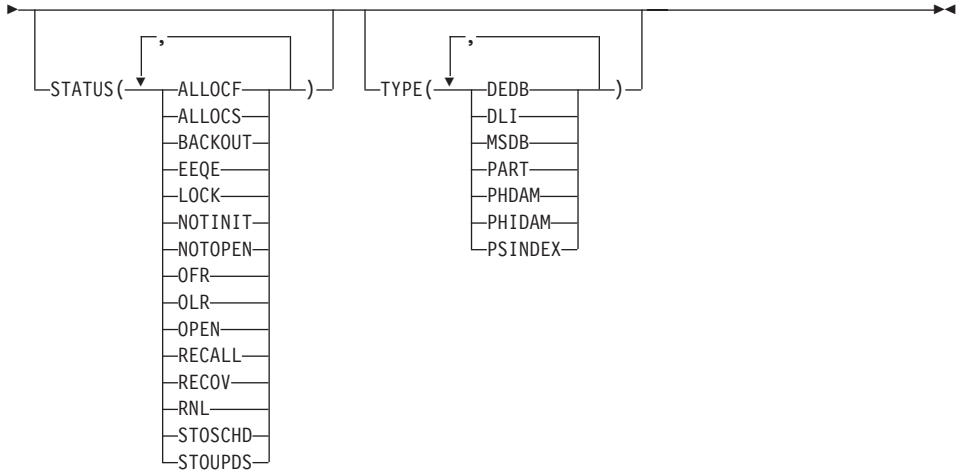 , ,
STATUS( ALLOCF ) TYPE( DEDB )
ALLOCS DLI
BACKOUT MSDB
EEQE PART
LOCK PHDAM
NOTINIT PHIDAM
NOTOPEN PSINDEX
OFR
OLR
OPEN
RECALL
RECOV
RNL
STOSCHD
STOUPDS